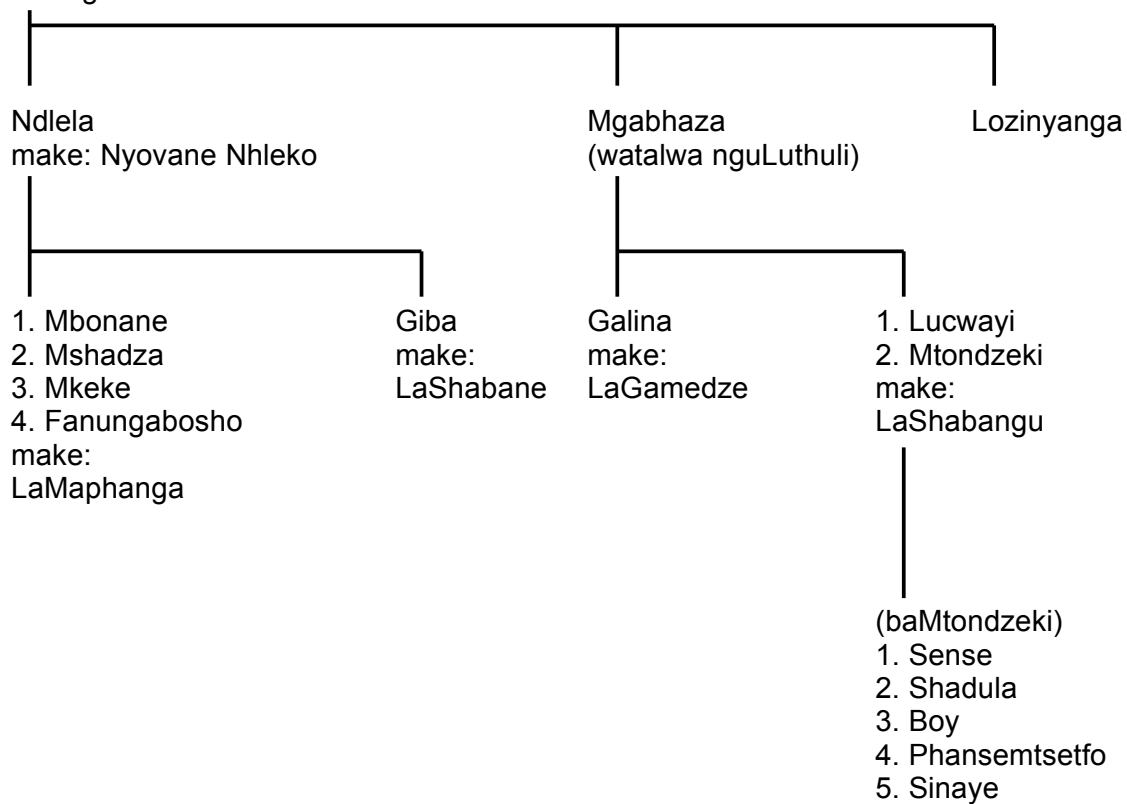 Ndlela
make: Nyovane Nhleko
Mgabhaza
(watalwa nguLuthuli)
Lozinyanga
1. Mbonane
2. Mshadza
3. Mkeke
4. Fanungabosho
make:
LaMaphanga
Giba
make:
LaShabane
Galina
make:
LaGamedze
1. Lucwayi
2. Mtondzeki
make:
LaShabangu
(baMtondzeki)
1. Sense
2. Shadula
3. Boy
4. Phansemtsetfo
5. Sinaye